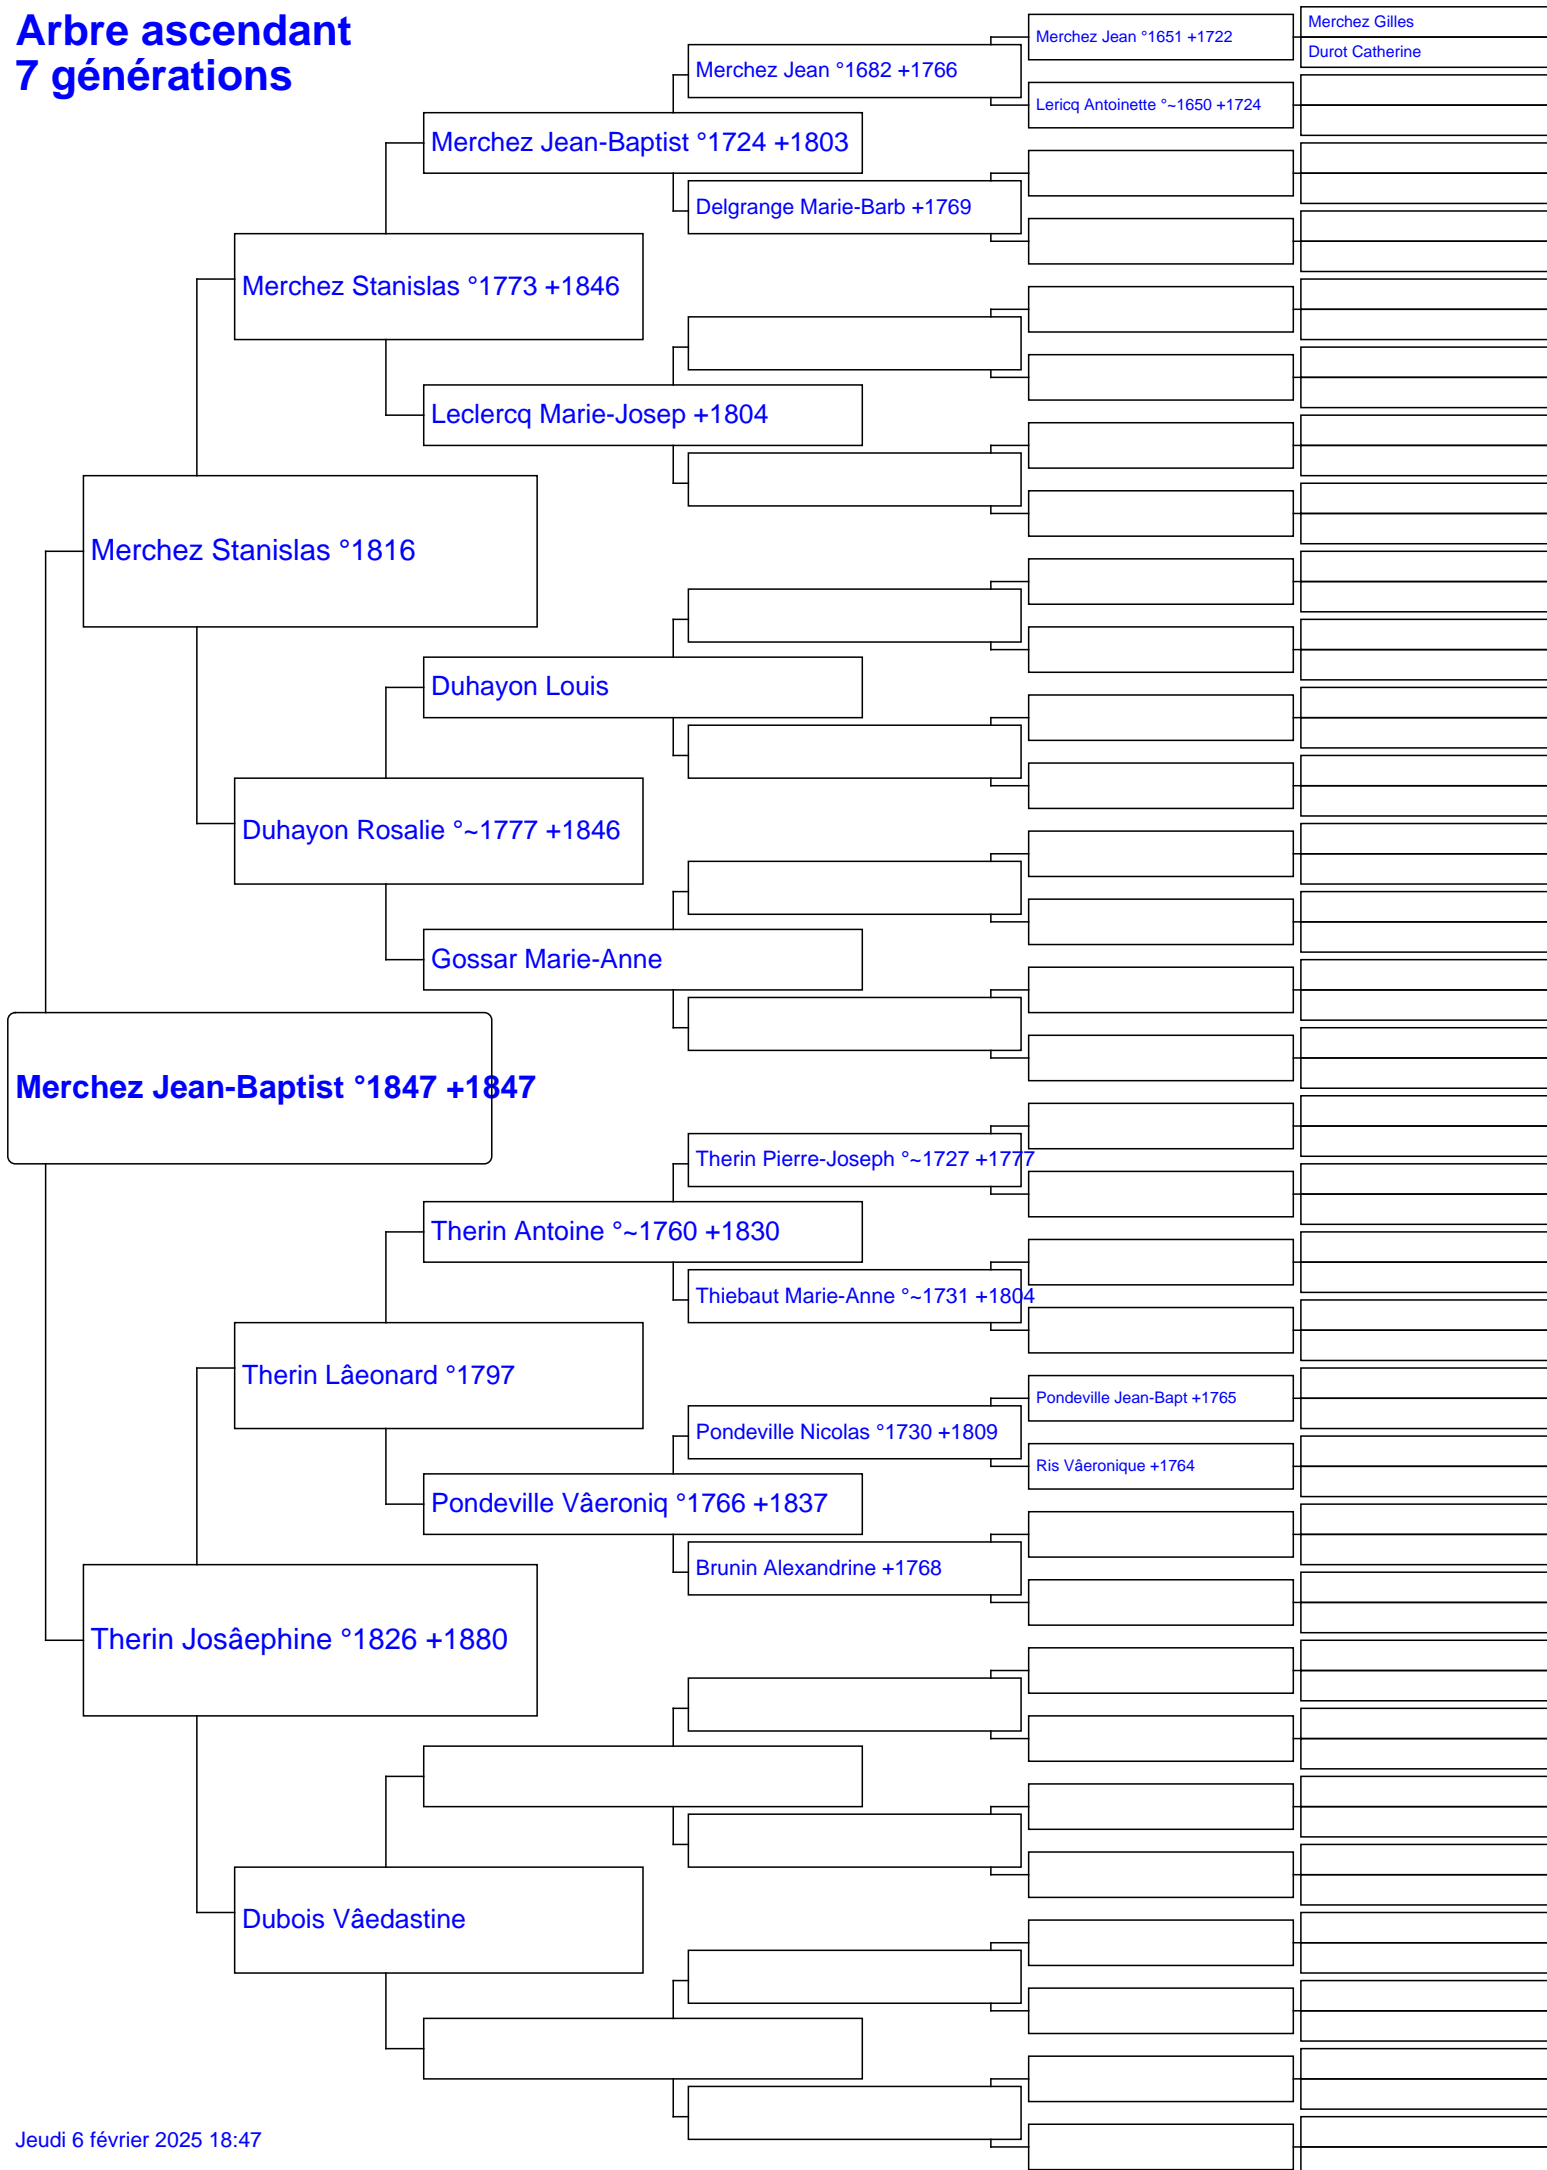 Arbre ascendant
7 générations
Merchez Gilles
Merchez Jean °1651 +1722
Durot Catherine
Merchez Jean °1682 +1766
Lericq Antoinette °~1650 +1724
Merchez Jean-Baptist °1724 +1803
Delgrange Marie-Barb +1769
Merchez Stanislas °1773 +1846
Leclercq Marie-Josep +1804
Merchez Stanislas °1816
Duhayon Louis
Duhayon Rosalie °~1777 +1846
Gossar Marie-Anne
Merchez Jean-Baptist °1847 +1847
Therin Pierre-Joseph °~1727 +1777
Therin Antoine °~1760 +1830
Thiebaut Marie-Anne °~1731 +1804
Therin Lâeonard °1797
Pondeville Jean-Bapt +1765
Pondeville Nicolas °1730 +1809
Ris Vâeronique +1764
Pondeville Vâeroniq °1766 +1837
Brunin Alexandrine +1768
Therin Josâephine °1826 +1880
Dubois Vâedastine
Jeudi 6 février 2025 18:47